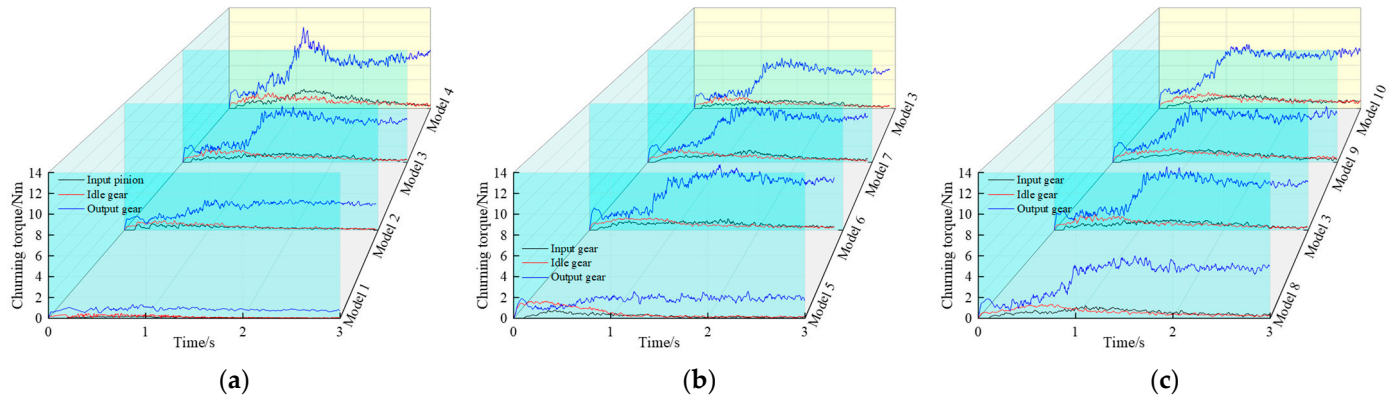 Churning torque/Nm
14
12
10
8
6
4
2
0
Input pinion
Idle gear
Output gear
0
1
2
3
Time/s
Model 1
Model 2
Model 3
Model 4
(a)
Churning torque/Nm
14
12
10
8
6
4
2
0
Input gear
Idle gear
Output gear
0
1
2
3
Time/s
Model 5
Model 6
Model 7
Model 3
(b)
Churning torque/Nm
14
12
10
8
6
4
2
0
Input gear
Idle gear
Output gear
0
1
2
3
Time/s
Model 8
Model 3
Model 9
Model 10
(c)